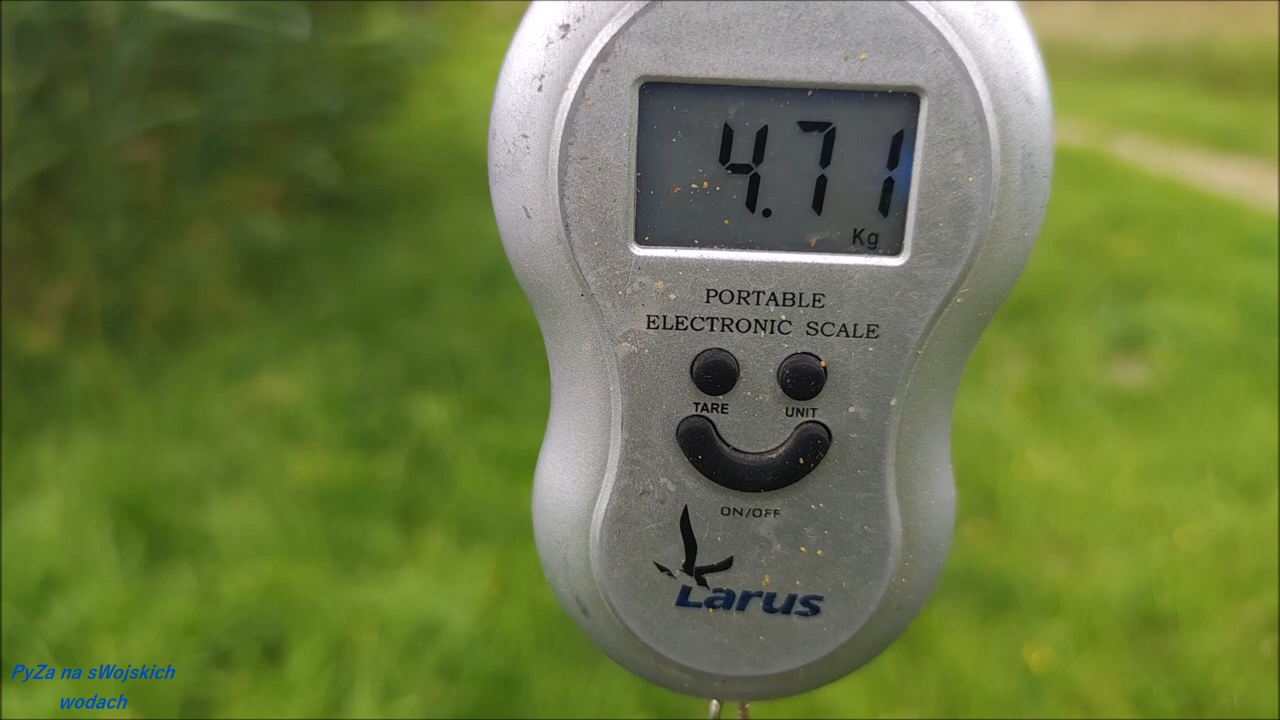 4.71
Kg
PORTABLE
ELECTRONIC SCALE
TARE UNIT
ON/OFF
Larus
PyZa na sWojskich
wodach